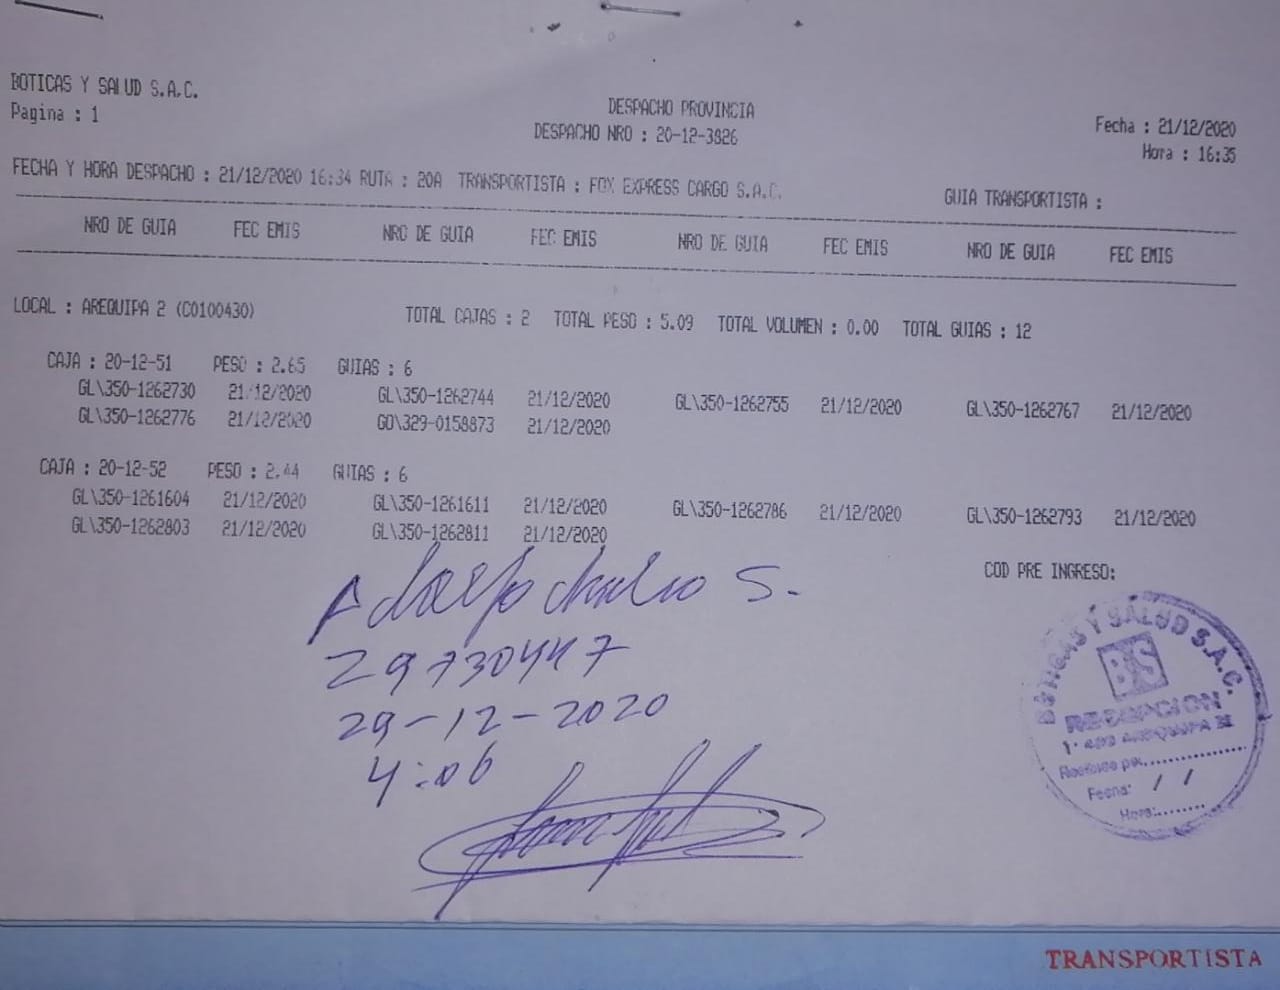 BOTICAS Y SALUD S.A.C.
Pagina : 1
DESPACHO PROVINCIA
DESPACHO NRO : 20-12-3826
Fecha : 21/12/2020
Hora : 16:35
FECHA Y HORA DESPACHO : 21/12/2020 16:34 RUTA : 20A TRANSPORTISTA : FOX EXPRESS CARGO S.A.C. GUIA TRANSPORTISTA :
NRO DE GUIA FEC EMIS NRO DE GUIA FEC EMIS NRO DE GUIA FEC EMIS NRO DE GUIA FEC EMIS
LOCAL : AREQUIPA 2 (C0100430) TOTAL CAJAS : 2 TOTAL PESO : 5.09 TOTAL VOLUMEN : 0.00 TOTAL GUIAS : 12
CAJA : 20-12-51 PESO : 2.65 GUIAS : 6
GL\350-1262730 21/12/2020 GL\350-1262744 21/12/2020 GL\350-1262755 21/12/2020 GL\350-1262767 21/12/2020
GL\350-1262776 21/12/2020 GO\329-0158873 21/12/2020
CAJA : 20-12-52 PESO : 2.44 GUIAS : 6
GL\350-1261604 21/12/2020 GL\350-1261611 21/12/2020 GL\350-1262786 21/12/2020 GL\350-1262793 21/12/2020
GL\350-1262803 21/12/2020 GL\350-1262811 21/12/2020
COD PRE INGRESO:
S.
29730447
29-12-2020
4:06
BOTICAS Y SALUD S.A.C.
BS
RECEPCION
AREQUIPA
Recibido por:
Fecha: / /
Hora:
TRANSPORTISTA